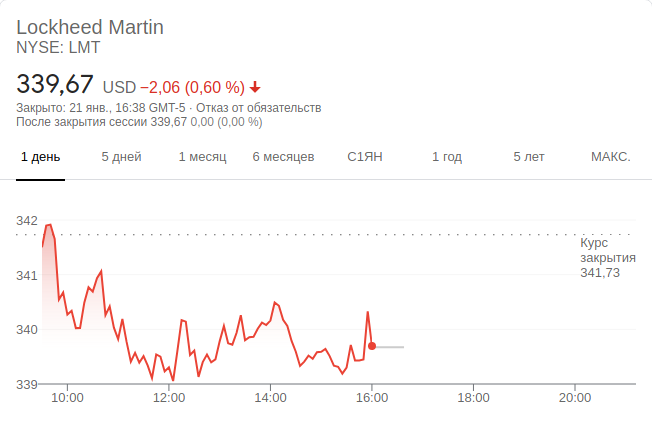 Lockheed Martin
NYSE: LMT
339,67 USD −2,06 (0,60 %)
Закрыто: 21 янв., 16:38 GMT-5 · Отказ от обязательств
После закрытия сессии 339,67 0,00 (0,00 %)
1 день 5 дней 1 месяц 6 месяцев С1ЯН 1 год 5 лет МАКС.
342
Курс
закрытия
341,73
341
340
339
10:00 12:00 14:00 16:00 18:00 20:00